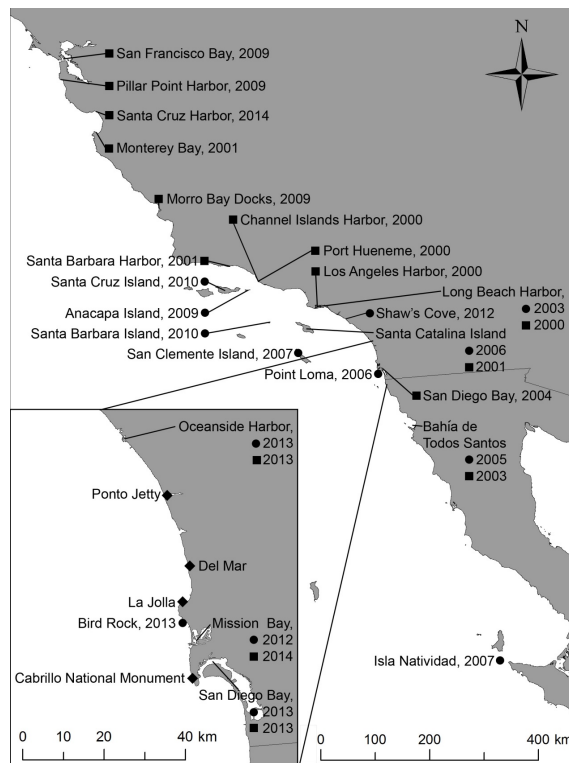 N
San Francisco Bay, 2009
Pillar Point Harbor, 2009
Santa Cruz Harbor, 2014
Monterey Bay, 2001
Morro Bay Docks, 2009
Channel Islands Harbor, 2000
Port Hueneme, 2000
Santa Barbara Harbor, 2001
Los Angeles Harbor, 2000
Santa Cruz Island, 2010
Long Beach Harbor,
2003
2000
Anacapa Island, 2009
Shaw's Cove, 2012
Santa Barbara Island, 2010
Santa Catalina Island
2006
2001
San Clemente Island, 2007
Point Loma, 2006
San Diego Bay, 2004
Bahía de
Todos Santos
2005
2003
Isla Natividad, 2007
Oceanside Harbor,
2013
2013
Ponto Jetty
Del Mar
La Jolla
Bird Rock, 2013
Mission Bay,
2012
2014
Cabrillo National Monument
San Diego Bay,
2013
2013
0 20 40 km
0 100 200 300 400 km